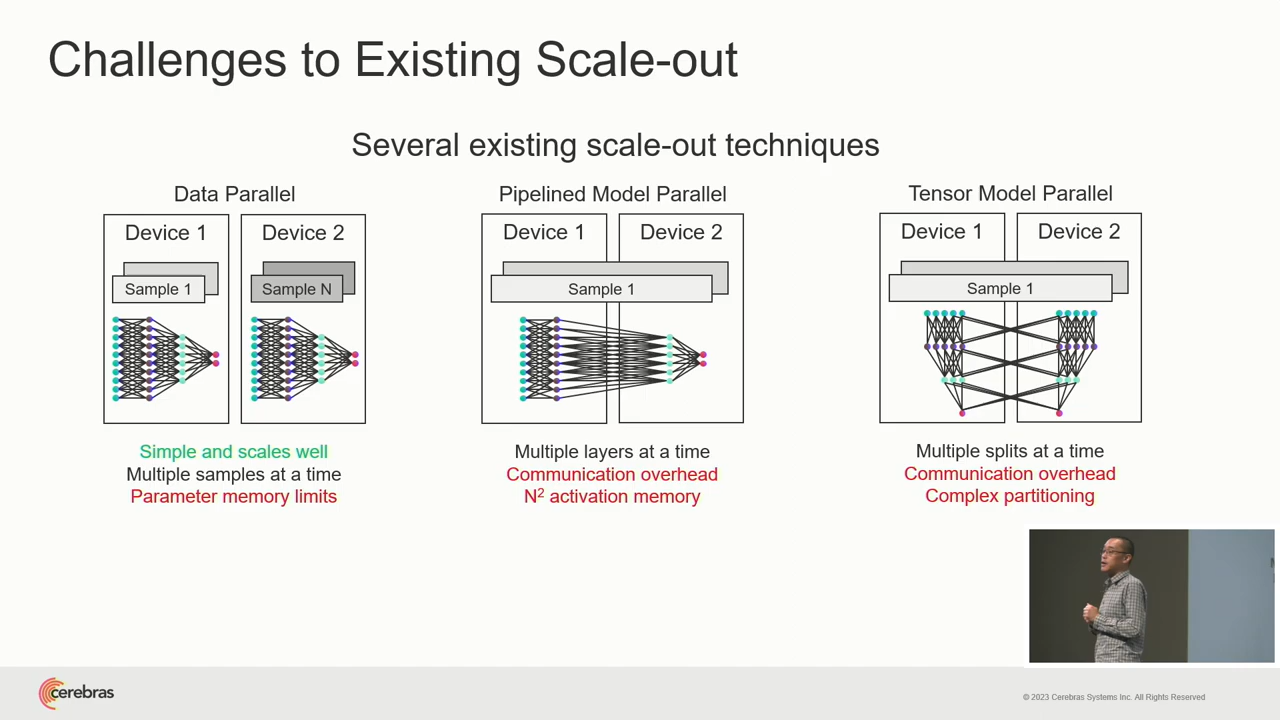 Challenges to Existing Scale-out
Several existing scale-out techniques
Data Parallel
Device 1
Device 2
Sample 1
Sample N
Simple and scales well
Multiple samples at a time
Parameter memory limits
Pipelined Model Parallel
Device 1
Device 2
Sample 1
Multiple layers at a time
Communication overhead
N² activation memory
Tensor Model Parallel
Device 1
Device 2
Sample 1
Multiple splits at a time
Communication overhead
Complex partitioning
cerebras
© 2023 Cerebras Systems Inc. All Rights Reserved